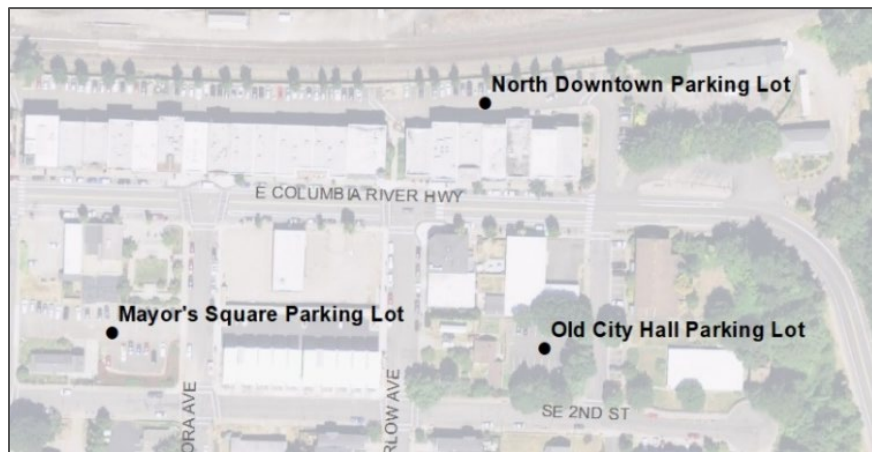 North Downtown Parking Lot
E COLUMBIA RIVER HWY
Mayor's Square Parking Lot
Old City Hall Parking Lot
ORA AVE
RLOW AVE
SE 2ND ST